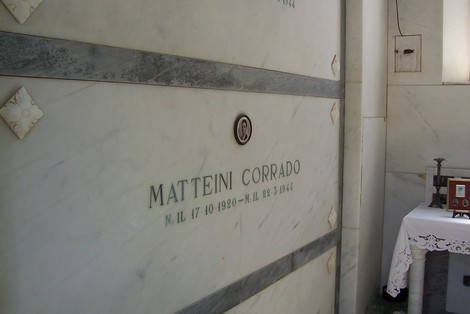 MATTEINI CORRADO
N. IL 17-10-1920-M. IL 22-3-1944